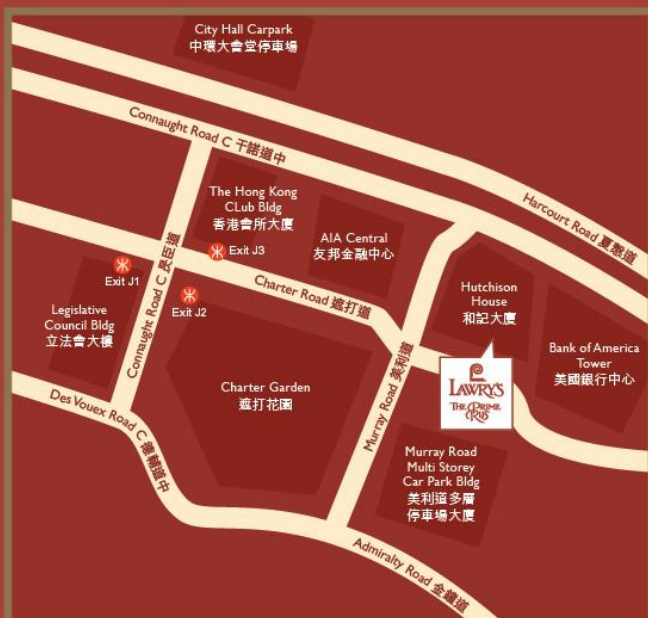 City Hall Carpark
中環大會堂停車場
Connaught Road C 干諾道中
Harcourt Road 夏慤道
The Hong Kong
CLub Bldg
香港會所大廈
AIA Central
友邦金融中心
Exit J3
Exit J1
Exit J2
Connaught Road C 民臣道
Charter Road 遮打道
Hutchison
House
和記大廈
Legislative
Council Bldg
立法會大樓
Bank of America
Tower
美國銀行中心
LAWRY'S
THE PRIME
RIB
Charter Garden
遮打花園
Murray Road 美利道
Des Vouex Road C 德輔道中
Murray Road
Multi Storey
Car Park Bldg
美利道多層
停車場大廈
Admiralty Road 金鐘道